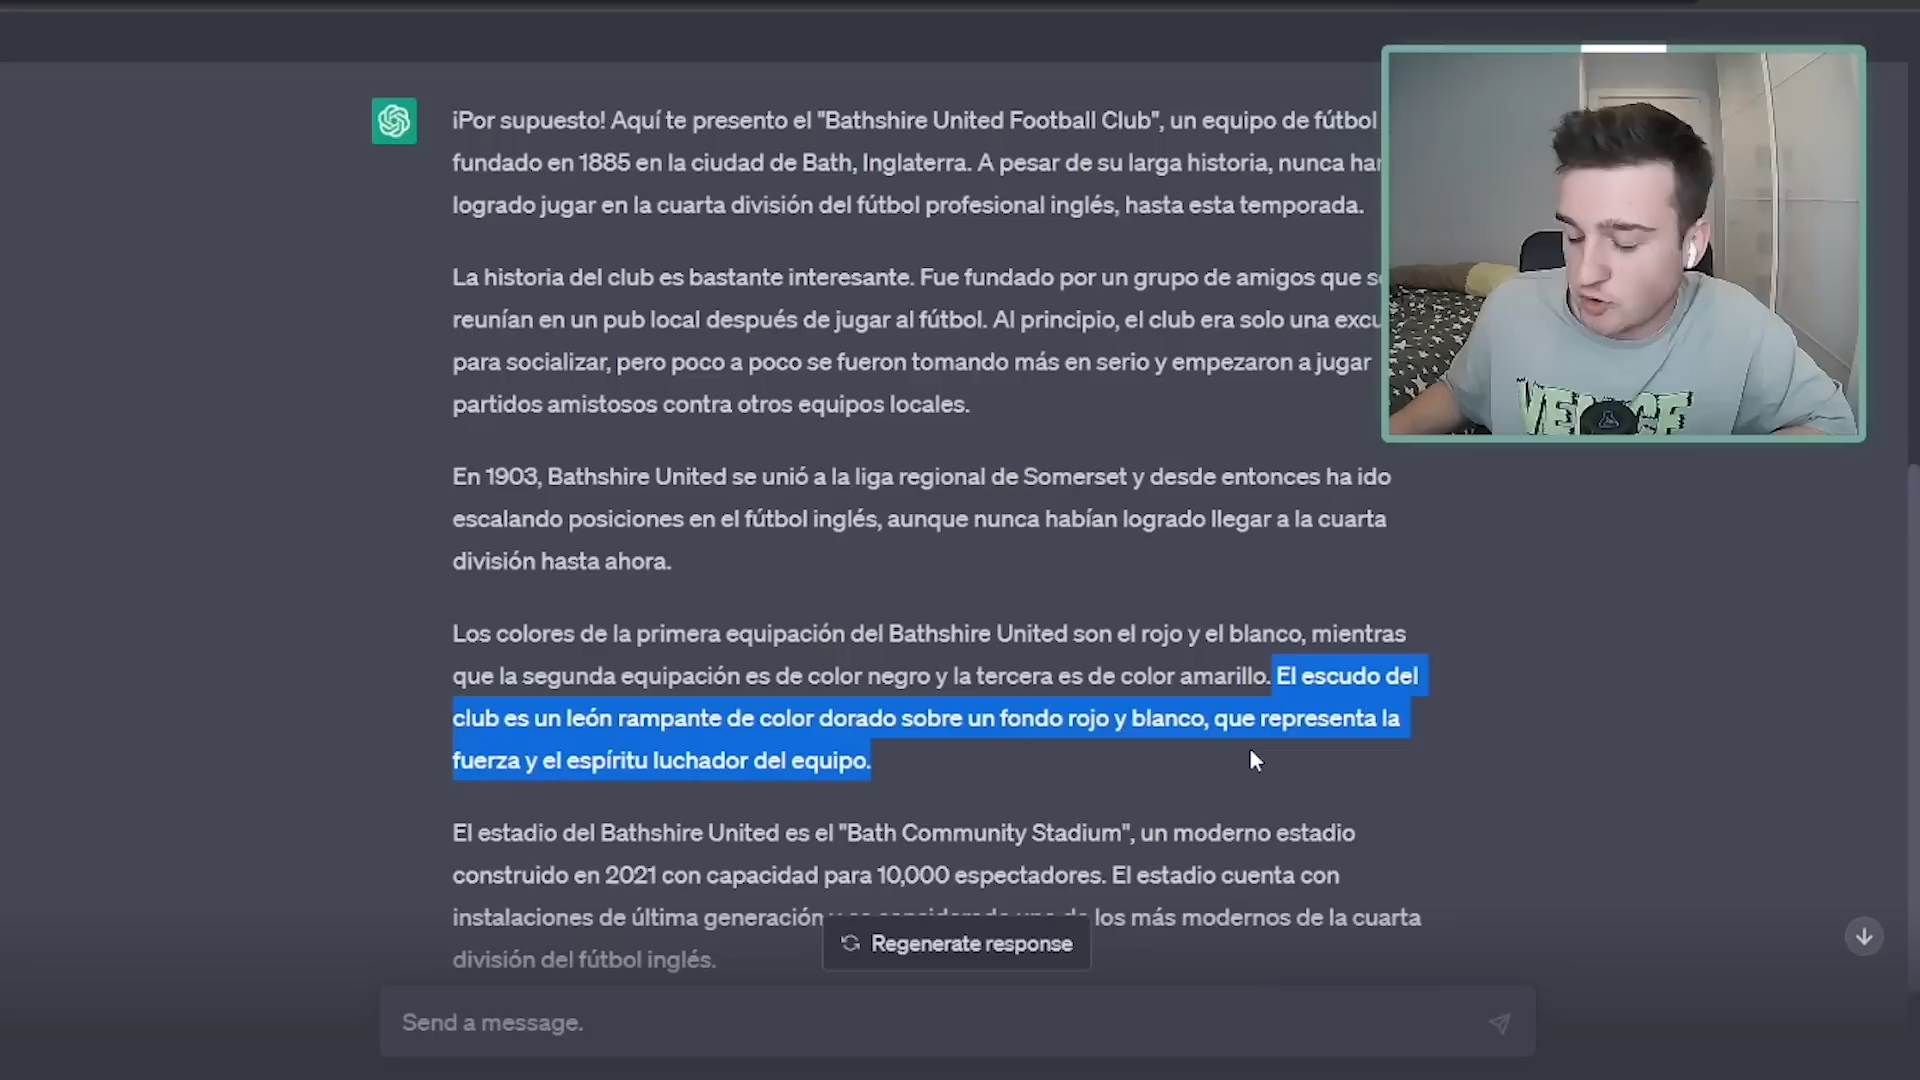 ¡Por supuesto! Aquí te presento el "Bathshire United Football Club", un equipo de fútbol
fundado en 1885 en la ciudad de Bath, Inglaterra. A pesar de su larga historia, nunca
logrado jugar en la cuarta división del fútbol profesional inglés, hasta esta temporada.
La historia del club es bastante interesante. Fue fundado por un grupo de amigos que
reunían en un pub local después de jugar al fútbol. Al principio, el club era solo una
para socializar, pero poco a poco se fueron tomando más en serio y empezaron a jugar
partidos amistosos contra otros equipos locales.
En 1903, Bathshire United se unió a la liga regional de Somerset y desde entonces ha ido
escalando posiciones en el fútbol inglés, aunque nunca habían logrado llegar a la cuarta
división hasta ahora.
Los colores de la primera equipación del Bathshire United son el rojo y el blanco, mientras
que la segunda equipación es de color negro y la tercera es de color amarillo. El escudo del
club es un león rampante de color dorado sobre un fondo rojo y blanco, que representa la
fuerza y el espíritu luchador del equipo.
El estadio del Bathshire United es el "Bath Community Stadium", un moderno estadio
construido en 2021 con capacidad para 10,000 espectadores. El estadio cuenta con
instalaciones de última generación los más modernos de la cuarta
división del fútbol inglés.
Regenerate response
Send a message.